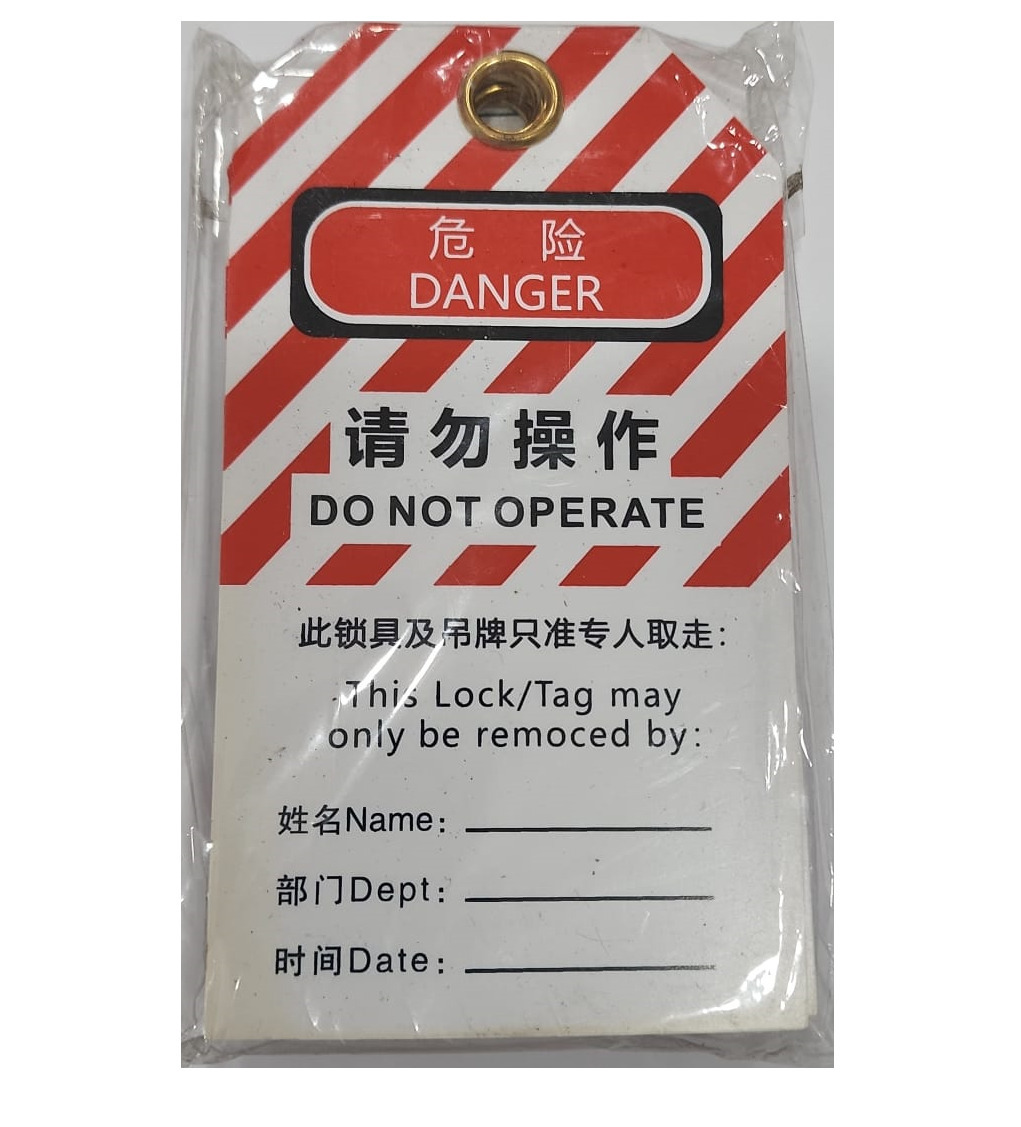 危 险
DANGER
请勿操作
DO NOT OPERATE
此锁具及吊牌只准专人取走:
This Lock/Tag may
only be remoced by:
姓名Name:
部门Dept:
时间Date: